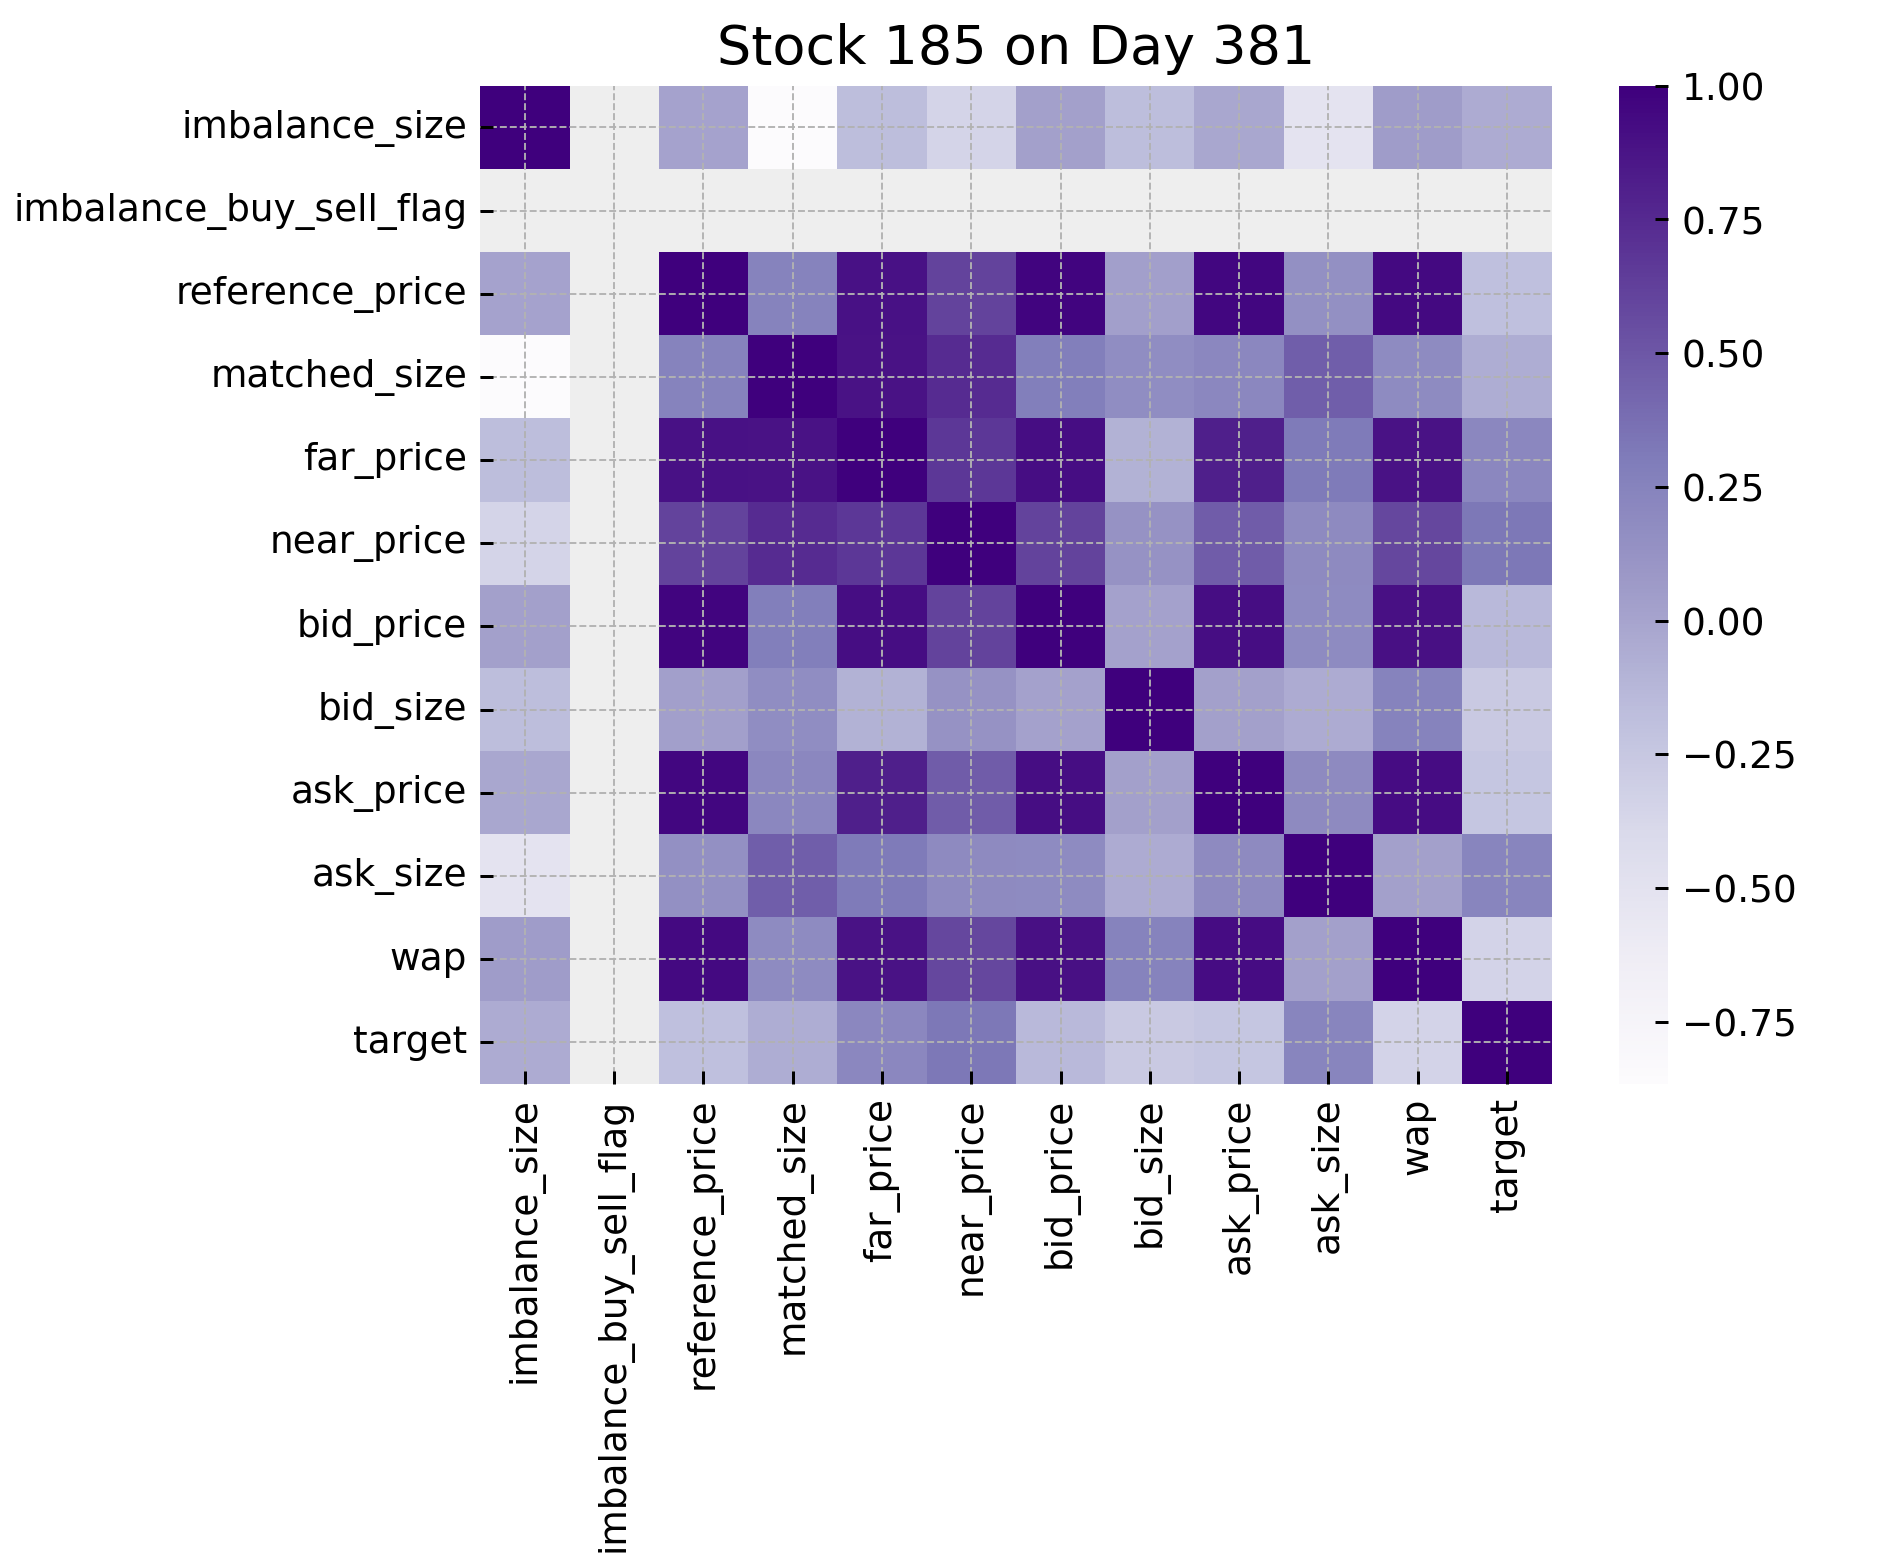 Stock 185 on Day 381
imbalance_size
imbalance_buy_sell_flag
reference_price
matched_size
far_price
near_price
bid_price
bid_size
ask_price
ask_size
wap
target
imbalance_size
imbalance_buy_sell_flag
reference_price
matched_size
far_price
near_price
bid_price
bid_size
ask_price
ask_size
wap
target
1.00
0.75
0.50
0.25
0.00
−0.25
−0.50
−0.75